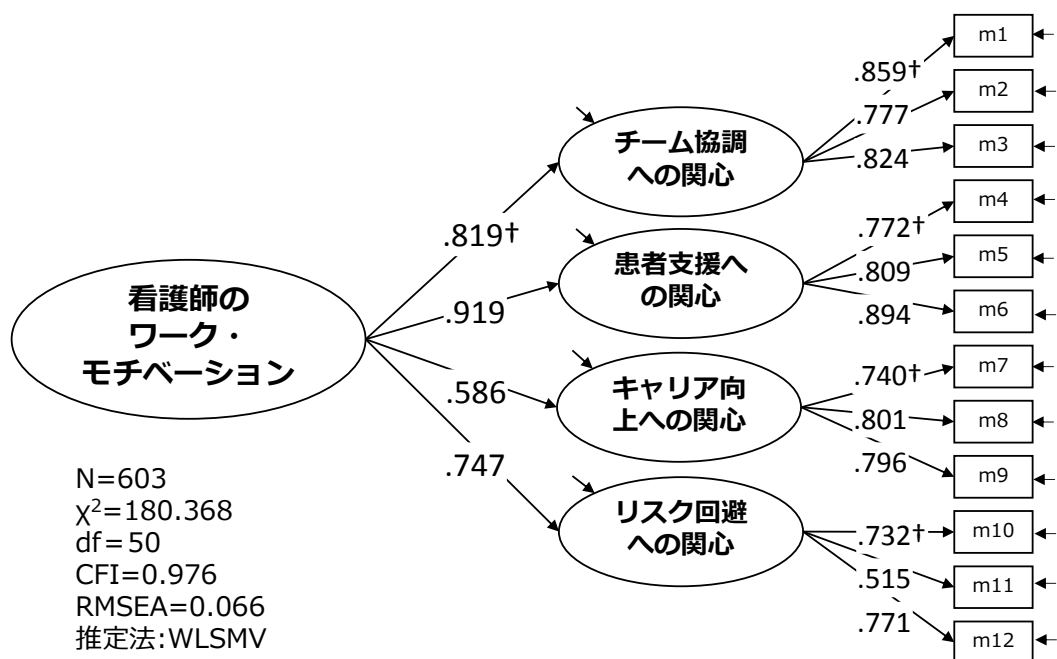 m1
.859†
m2
.777
チーム協調
への関心
.824
m3
m4
.772†
.819†
患者支援へ
の関心
.809
m5
.894
m6
看護師の
ワーク・
モチベーション
.919
.586
キャリア向
上への関心
.740†
m7
.801
m8
.796
m9
.747
リスク回避
への関心
.732†
m10
.515
m11
.771
m12
N=603
χ²=180.368
df=50
CFI=0.976
RMSEA=0.066
推定法:WLSMV